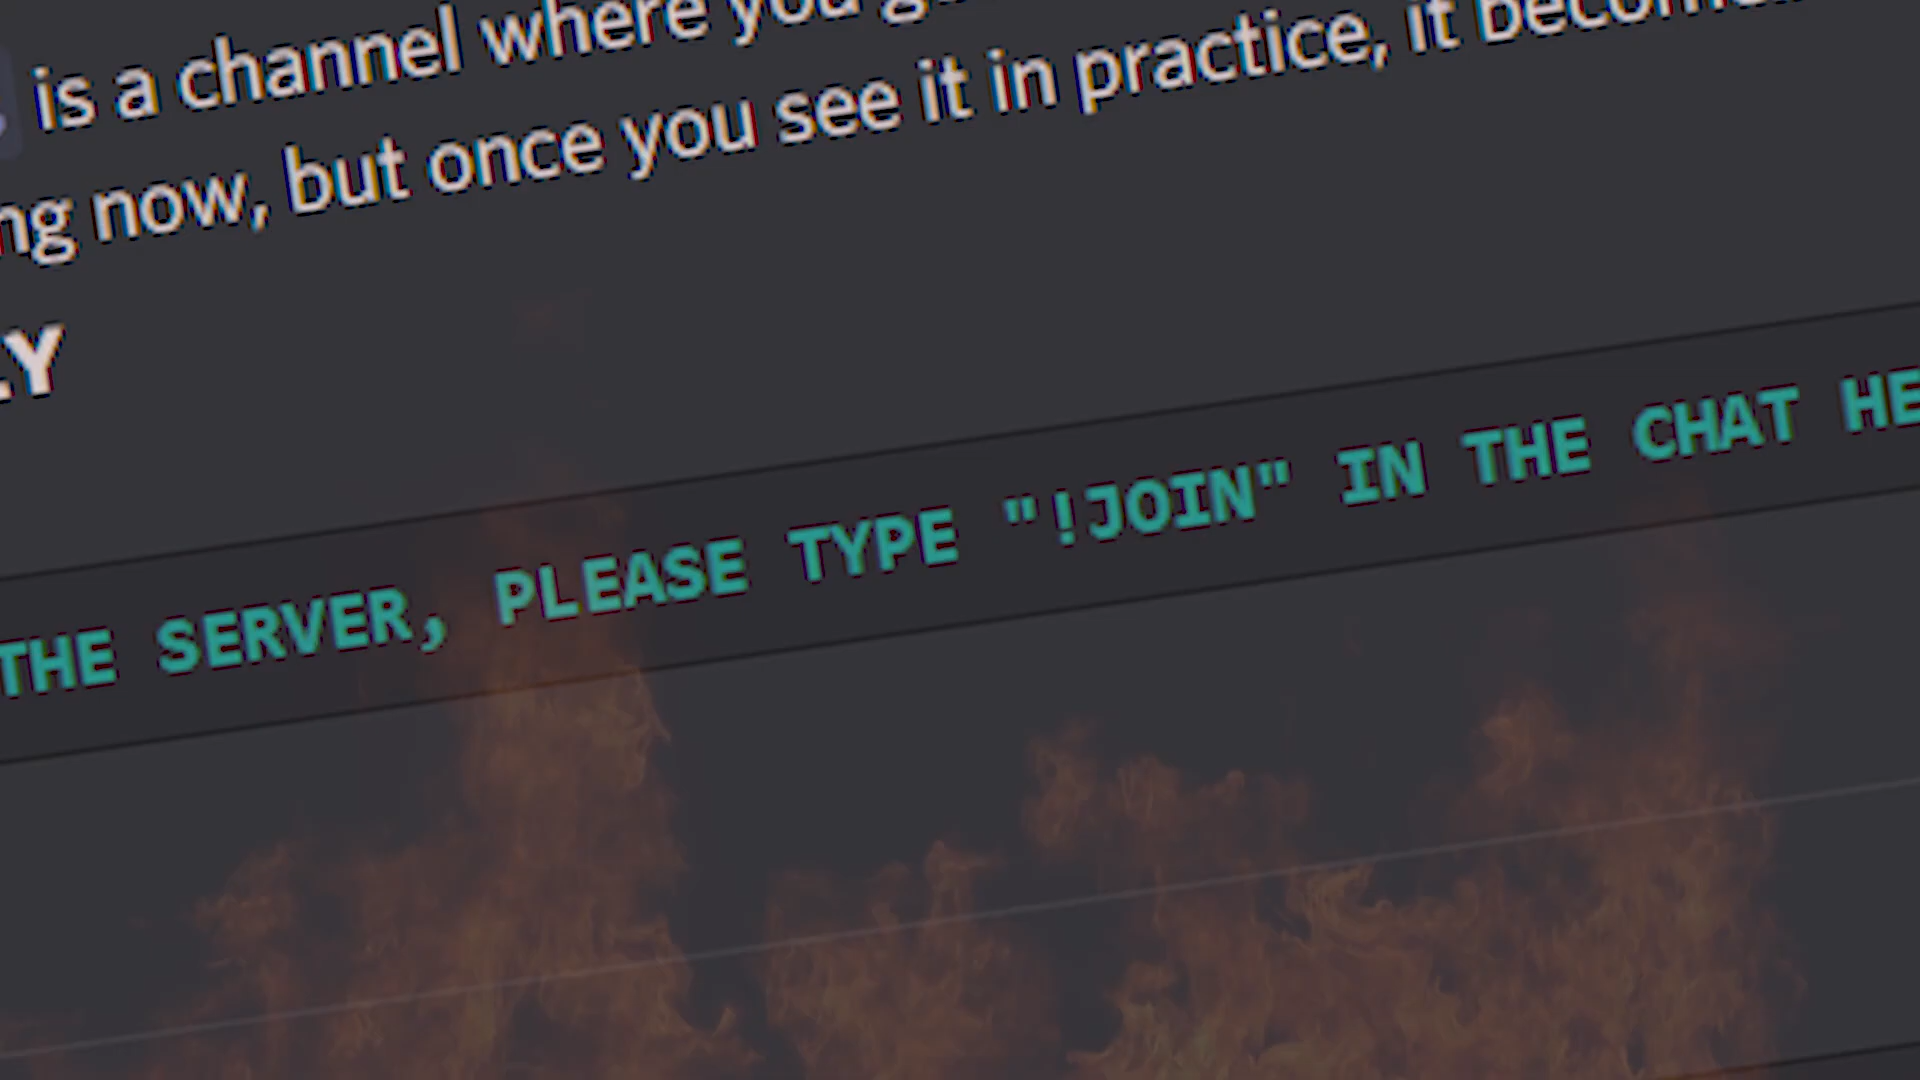 is a channel where you
now, but once you see it in practice, it
THE SERVER, PLEASE TYPE "!JOIN" IN THE CHAT